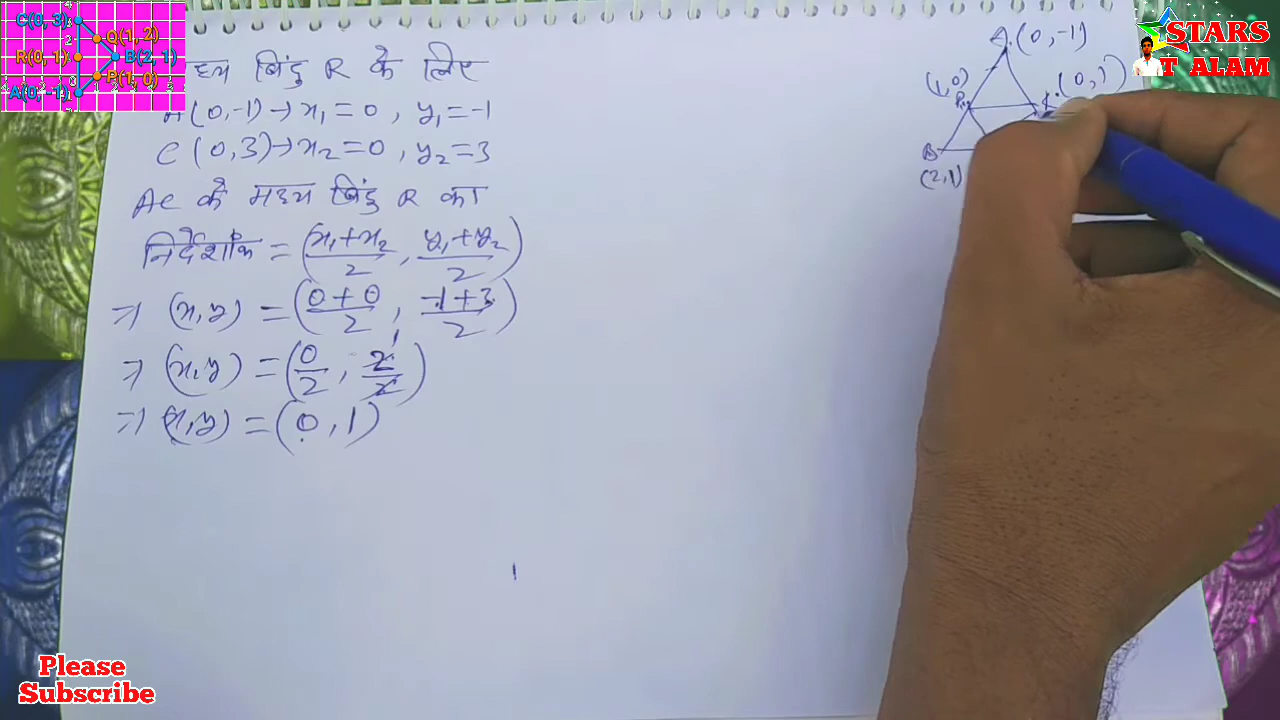 C(0, 3)
Q(1, 2)
R(0, 1)
B(2, 1)
P(1, 0)
A(0, -1)
STARS
T ALAM
मध्य बिंदु R के लिए
A(0,-1)→x₁=0, y₁=-1
C(0,3)→x₂=0, y₂=3
AC के मध्य बिंदु R का
निर्देशांक = (x₁+x₂/2, y₁+y₂/2)
⇒ (x,y) = (0+0/2, -1+3/2)
⇒ (x,y) = (0/2, 2/2) 1
⇒ (x,y) = (0,1)
A (0,-1)
(1,0)
(0,1
P
R
B
(2,1)
Please
Subscribe